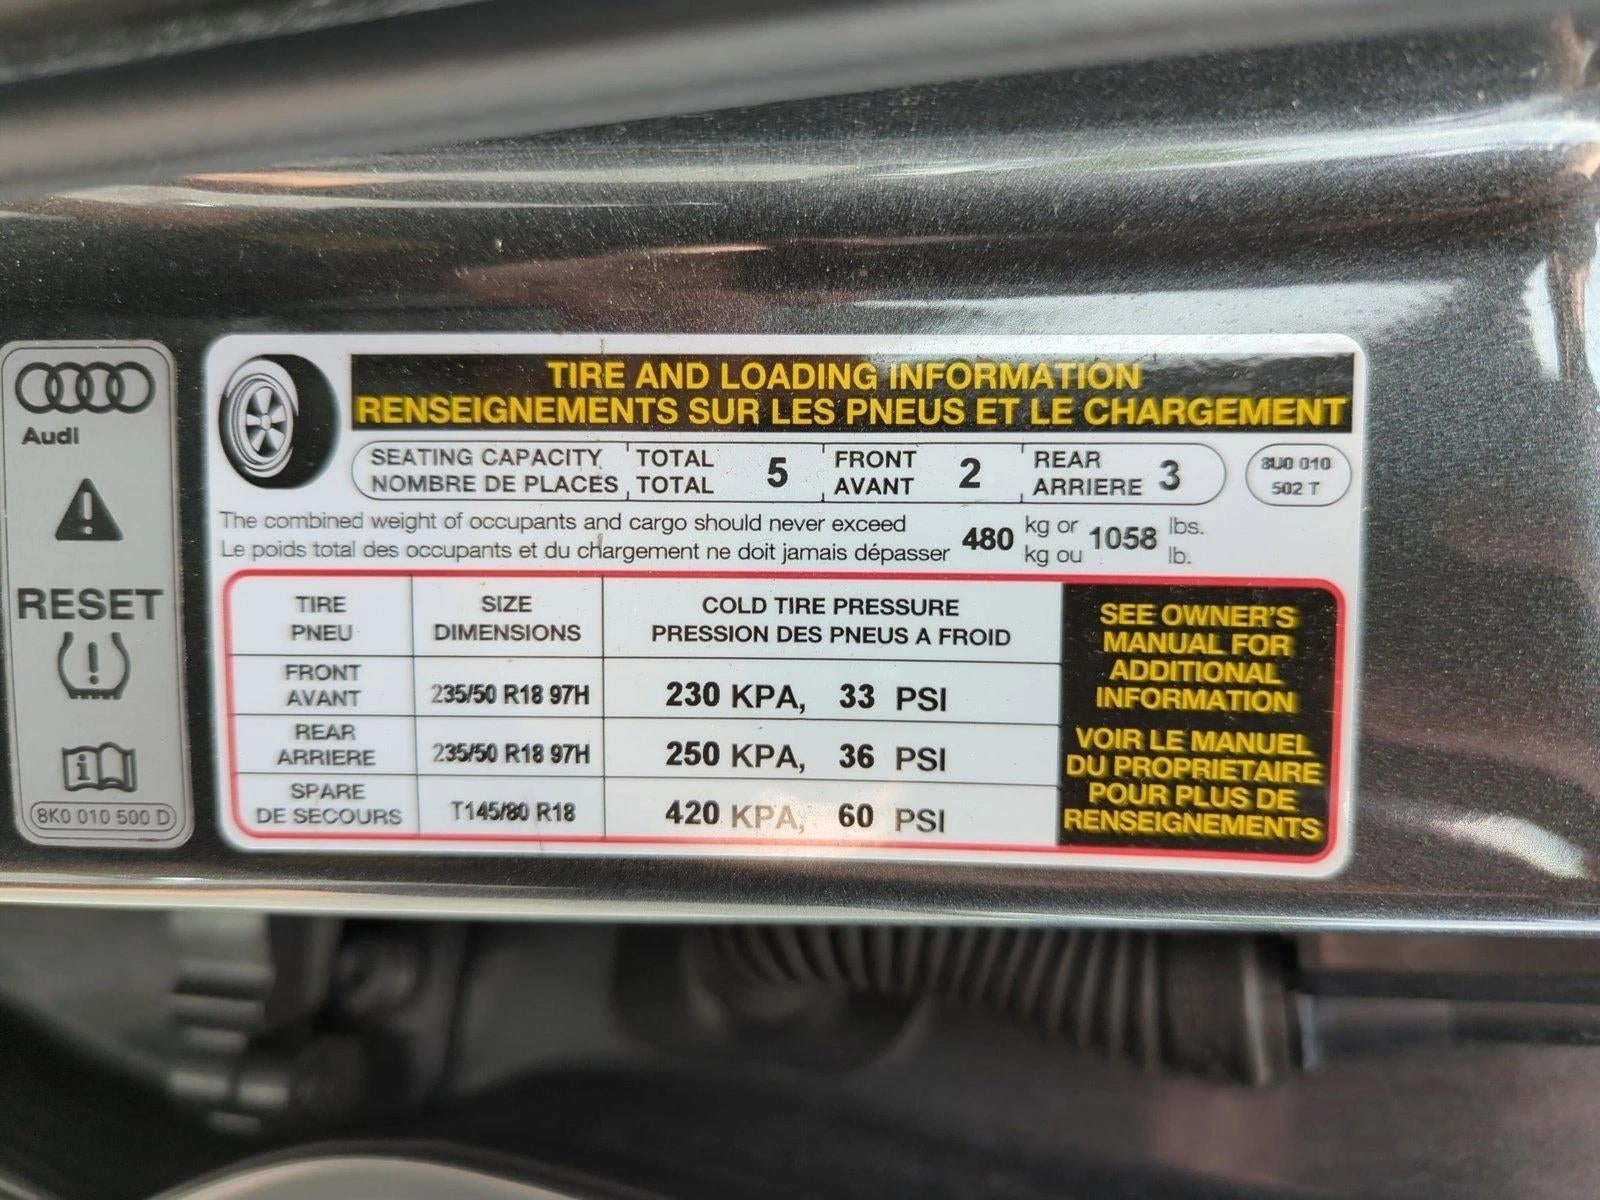 Audi
RESET
8K0 010 500 D
TIRE AND LOADING INFORMATION
RENSEIGNEMENTS SUR LES PNEUS ET LE CHARGEMENT
SEATING CAPACITY TOTAL 5 FRONT 2 REAR 3
NOMBRE DE PLACES TOTAL AVANT ARRIERE
8U0 010
502 T
The combined weight of occupants and cargo should never exceed 480 kg or 1058 lbs.
Le poids total des occupants et du chargement ne doit jamais dépasser kg ou lb.
TIRE SIZE COLD TIRE PRESSURE
PNEU DIMENSIONS PRESSION DES PNEUS A FROID
FRONT
AVANT 235/50 R18 97H 230 KPA, 33 PSI
REAR
ARRIERE 235/50 R18 97H 250 KPA, 36 PSI
SPARE
DE SECOURS T145/80 R18 420 KPA, 60 PSI
SEE OWNER'S
MANUAL FOR
ADDITIONAL
INFORMATION
VOIR LE MANUEL
DU PROPRIETAIRE
POUR PLUS DE
RENSEIGNEMENTS